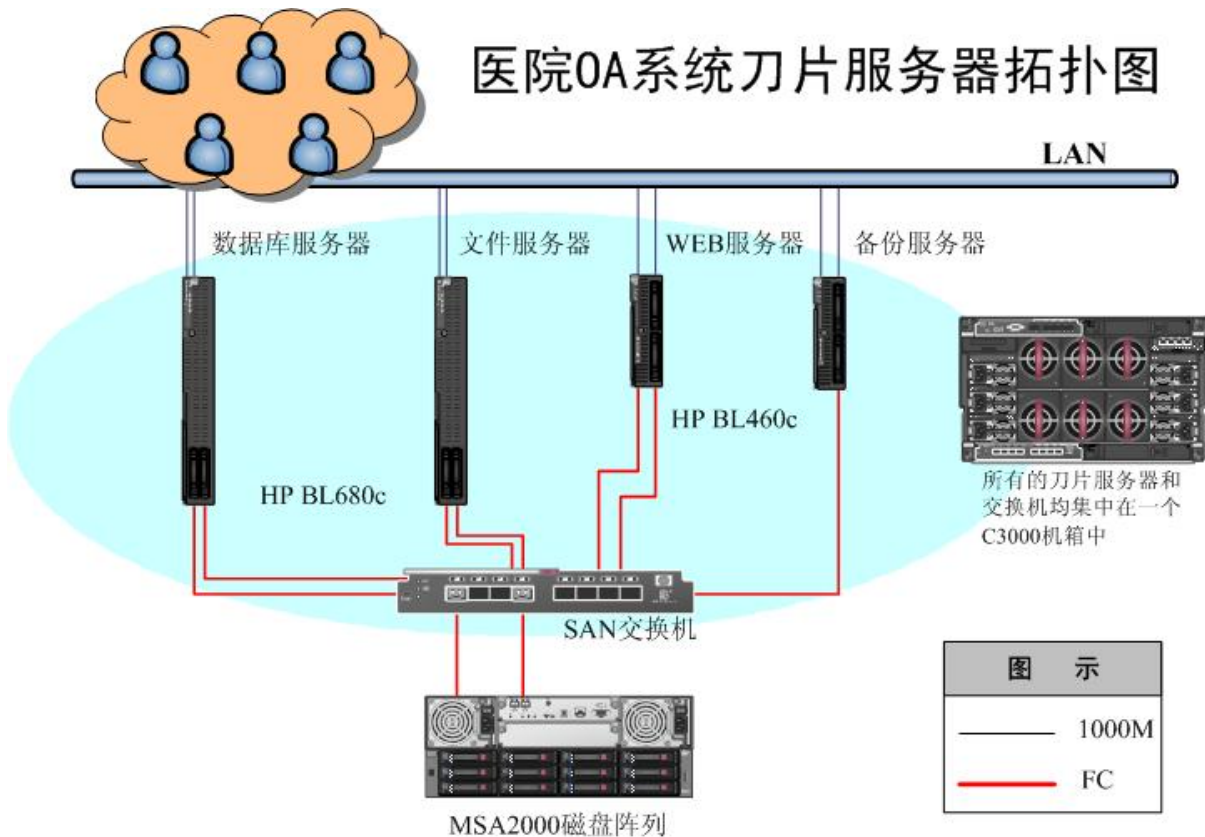 医院OA系统刀片服务器拓扑图
LAN
数据库服务器
文件服务器
WEB服务器
备份服务器
HP BL460c
HP BL680c
所有的刀片服务器和
交换机均集中在一个
C3000机箱中
SAN交换机
图 示
1000M
FC
MSA2000磁盘阵列